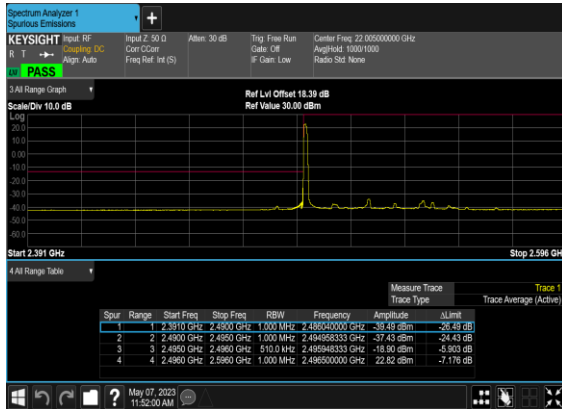 Spectrum Analyzer 1
Spurious Emissions
KEYSIGHT Input: RF Input Z: 50 Ω Atten: 30 dB Trig: Free Run Center Freq: 22.005000000 GHz
R T Coupling: DC Corr CCorr Gate: Off Avg|Hold: 1000/1000
Align: Auto Freq Ref: Int (S) IF Gain: Low Radio Std: None
PASS
3 All Range Graph Ref Lvl Offset 18.39 dB
Scale/Div 10.0 dB Ref Value 30.00 dBm
Log
20.0
10.0
0.00
-10.0
-20.0
-30.0
-40.0
-50.0
-60.0
Start 2.391 GHz Stop 2.596 GH
4 All Range Table
Measure Trace Trace 1
Trace Type Trace Average (Active)
Spur Range Start Freq Stop Freq RBW Frequency Amplitude ΔLimit
1 1 2.3910 GHz 2.4900 GHz 1.000 MHz 2.486040000 GHz -39.49 dBm -26.49 dB
2 2 2.4900 GHz 2.4950 GHz 1.000 MHz 2.494958333 GHz -37.43 dBm -24.43 dB
3 3 2.4950 GHz 2.4960 GHz 510.0 kHz 2.495948333 GHz -18.90 dBm -5.903 dB
4 4 2.4960 GHz 2.5960 GHz 1.000 MHz 2.496500000 GHz 22.82 dBm -7.176 dB
May 07, 2023
11:52:00 AM